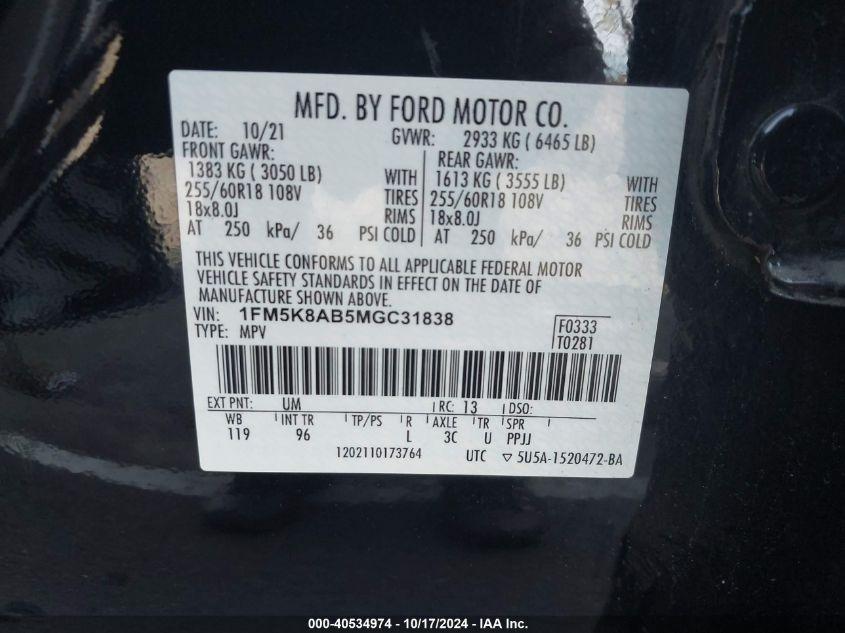 MFD. BY FORD MOTOR CO.
DATE: 10/21 GVWR: 2933 KG ( 6465 LB)
FRONT GAWR: REAR GAWR:
1383 KG ( 3050 LB) WITH 1613 KG ( 3555 LB) WITH
255/60R18 108V TIRES 255/60R18 108V TIRES
18x8.0J RIMS 18x8.0J RIMS
AT 250 kPa/ 36 PSI COLD AT 250 kPa/ 36 PSI COLD
THIS VEHICLE CONFORMS TO ALL APPLICABLE FEDERAL MOTOR
VEHICLE SAFETY STANDARDS IN EFFECT ON THE DATE OF
MANUFACTURE SHOWN ABOVE.
VIN: 1FM5K8AB5MGC31838 F0333
TYPE: MPV T0281
EXT PNT: UM RC: 13 DSO:
WB INT TR TP/PS R AXLE TR SPR
119 96 L 3C U PPJJ
1202110173764 UTC ▽ 5U5A-1520472-BA
000-40534974 - 10/17/2024 - IAA Inc.